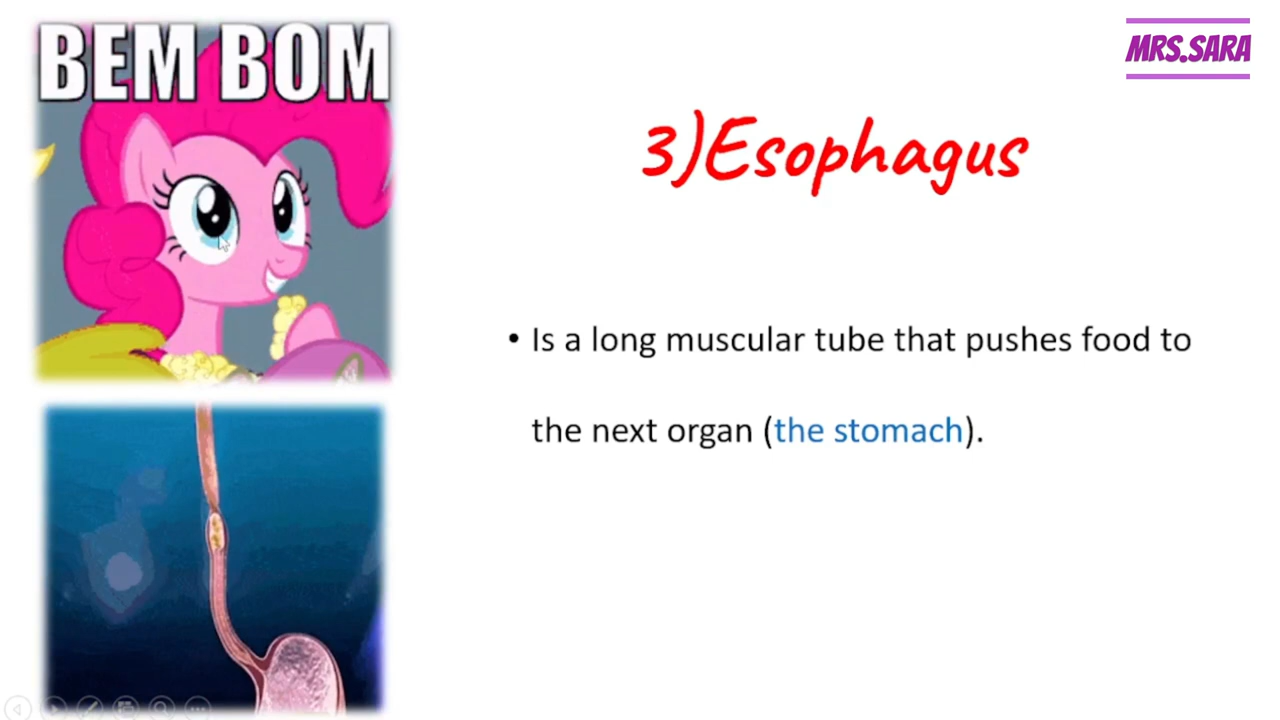 BEM BOM
MRS.SARA
3)Esophagus
• Is a long muscular tube that pushes food to
the next organ (the stomach).